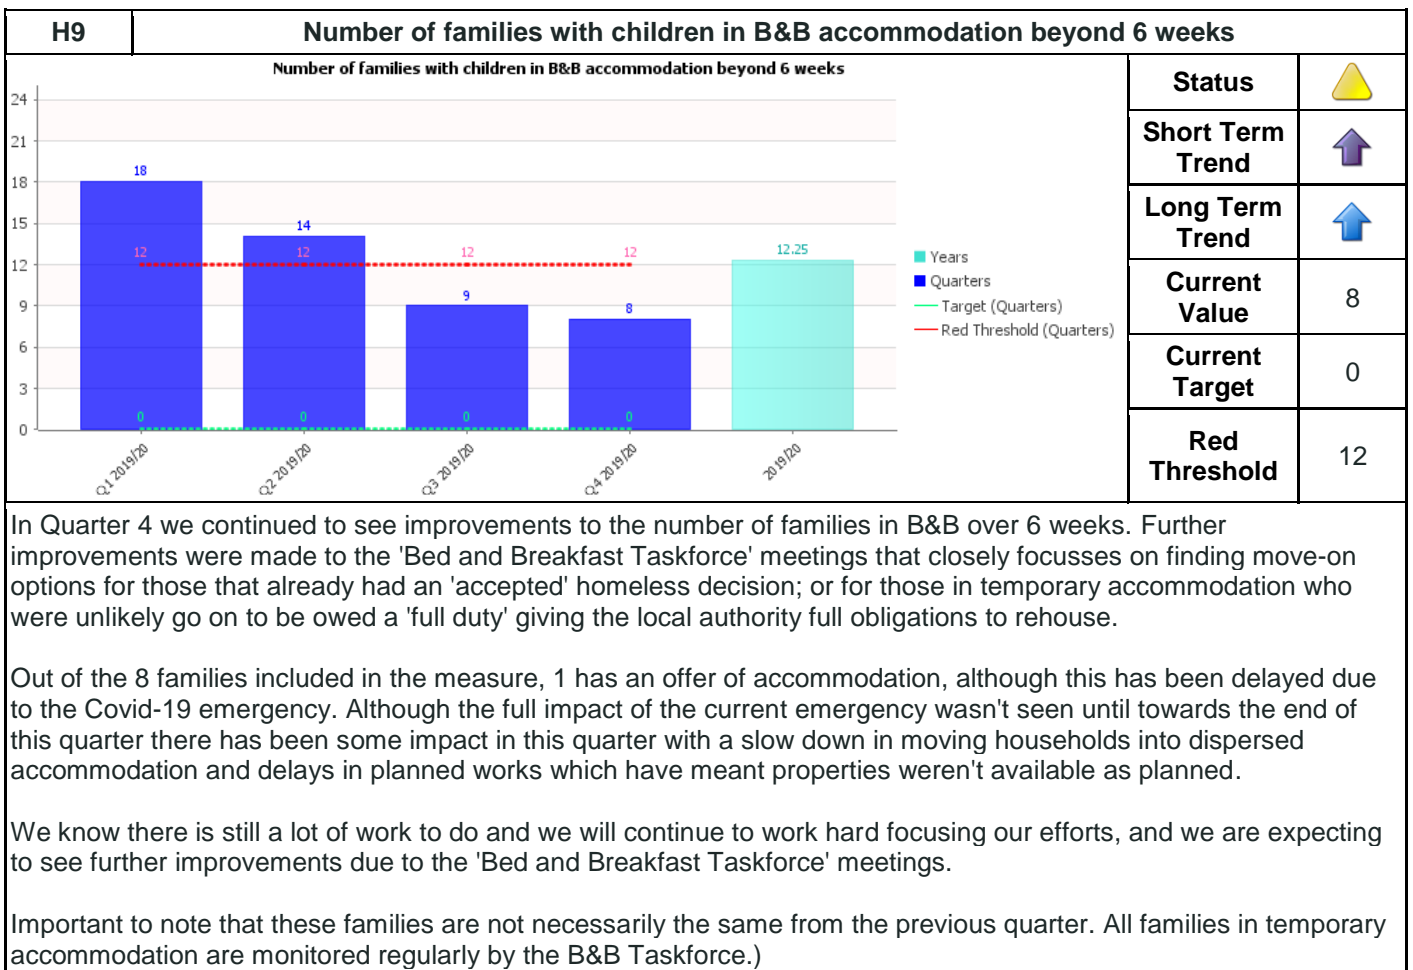 H9
Number of families with children in B&B accommodation beyond 6 weeks
Number of families with children in B&B accommodation beyond 6 weeks
24
21
18
15
12
9
6
3
0
18
14
9
8
12.25
12
12
12
12
0
0
0
0
Q1 2019/20
Q2 2019/20
Q3 2019/20
Q4 2019/20
2019/20
Years
Quarters
Target (Quarters)
Red Threshold (Quarters)
Status
Short Term
Trend
Long Term
Trend
Current
Value
8
Current
Target
0
Red
Threshold
12
In Quarter 4 we continued to see improvements to the number of families in B&B over 6 weeks. Further
improvements were made to the 'Bed and Breakfast Taskforce' meetings that closely focusses on finding move-on
options for those that already had an 'accepted' homeless decision; or for those in temporary accommodation who
were unlikely go on to be owed a 'full duty' giving the local authority full obligations to rehouse.
Out of the 8 families included in the measure, 1 has an offer of accommodation, although this has been delayed due
to the Covid-19 emergency. Although the full impact of the current emergency wasn't seen until towards the end of
this quarter there has been some impact in this quarter with a slow down in moving households into dispersed
accommodation and delays in planned works which have meant properties weren't available as planned.
We know there is still a lot of work to do and we will continue to work hard focusing our efforts, and we are expecting
to see further improvements due to the 'Bed and Breakfast Taskforce' meetings.
Important to note that these families are not necessarily the same from the previous quarter. All families in temporary
accommodation are monitored regularly by the B&B Taskforce.)